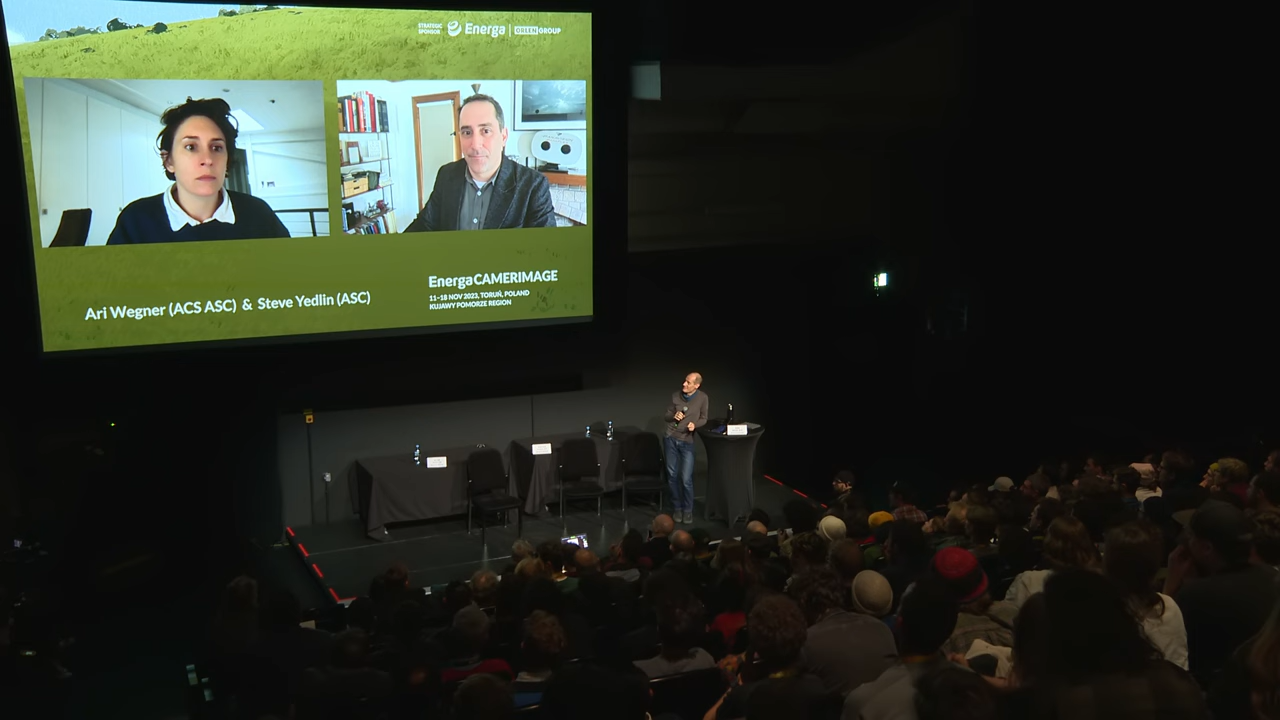 STRATEGIC
SPONSOR
Energa
ORLEN GROUP
Ari Wegner (ACS ASC) & Steve Yedlin (ASC)
EnergaCAMERIMAGE
11–18 NOV 2023, TORUŃ, POLAND
KUJAWY POMORZE REGION